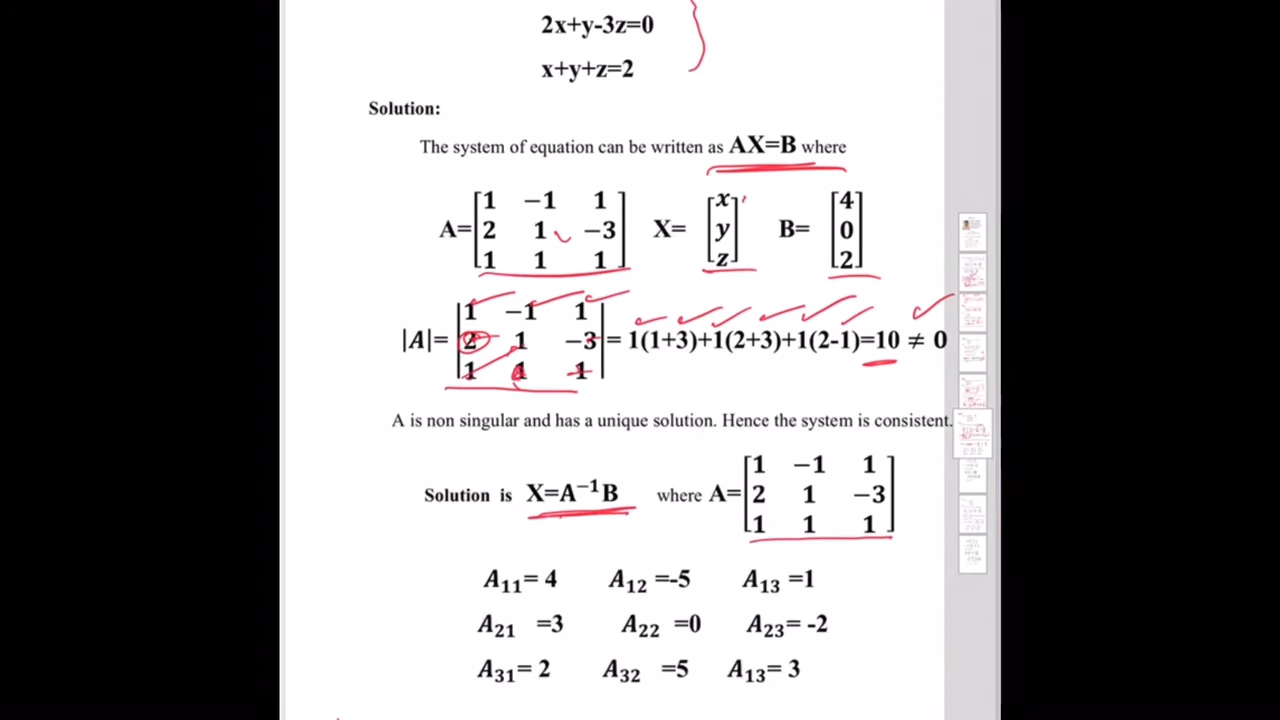 2x+y-3z=0
x+y+z=2
Solution:
The system of equation can be written as AX=B where
A=[1 −1 1 X= [x B= [4
2 1 −3 y 0
1 1 1] z] 2]
|A|= |1 −1 1
2 1 −3 = 1(1+3)+1(2+3)+1(2-1)=10 ≠ 0
1 1 1|
A is non singular and has a unique solution. Hence the system is consistent.
Solution is X=A⁻¹B where A=[1 −1 1
2 1 −3
1 1 1]
A₁₁= 4 A₁₂ =-5 A₁₃ =1
A₂₁ =3 A₂₂ =0 A₂₃= -2
A₃₁= 2 A₃₂ =5 A₁₃= 3